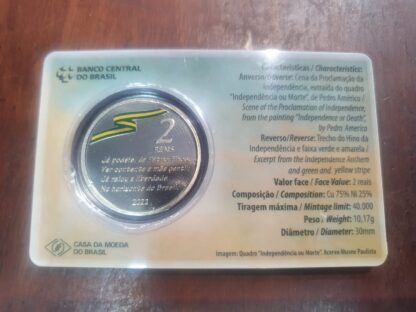 BANCO CENTRAL
DO BRASIL
2
REAIS
Já podeis, da Pátria filhos,
Ver contente a mãe gentil;
Já raiou a liberdade
No horizonte do Brasil.
2022
CASA DA MOEDA
DO BRASIL
Características / Characteristics:
Anverso/Obverse: Cena da Proclamação da
Independência, extraída do quadro
"Independência ou Morte", de Pedro Américo /
Scene of the Proclamation of Independence,
from the painting "Independence or Death",
by Pedro Americo
Reverso/Reverse: Trecho do Hino da
Independência e faixa verde e amarela /
Excerpt from the Independence Anthem
and green and yellow stripe
Valor face / Face Value: 2 reais
Composição / Composition: Cu 75% Ni 25%
Tiragem máxima / Mintage limit: 40.000
Peso / Weight: 10,17g
Diâmetro / Diameter: 30mm
Imagem: Quadro "Independência ou Morte". Acervo Museu Paulista